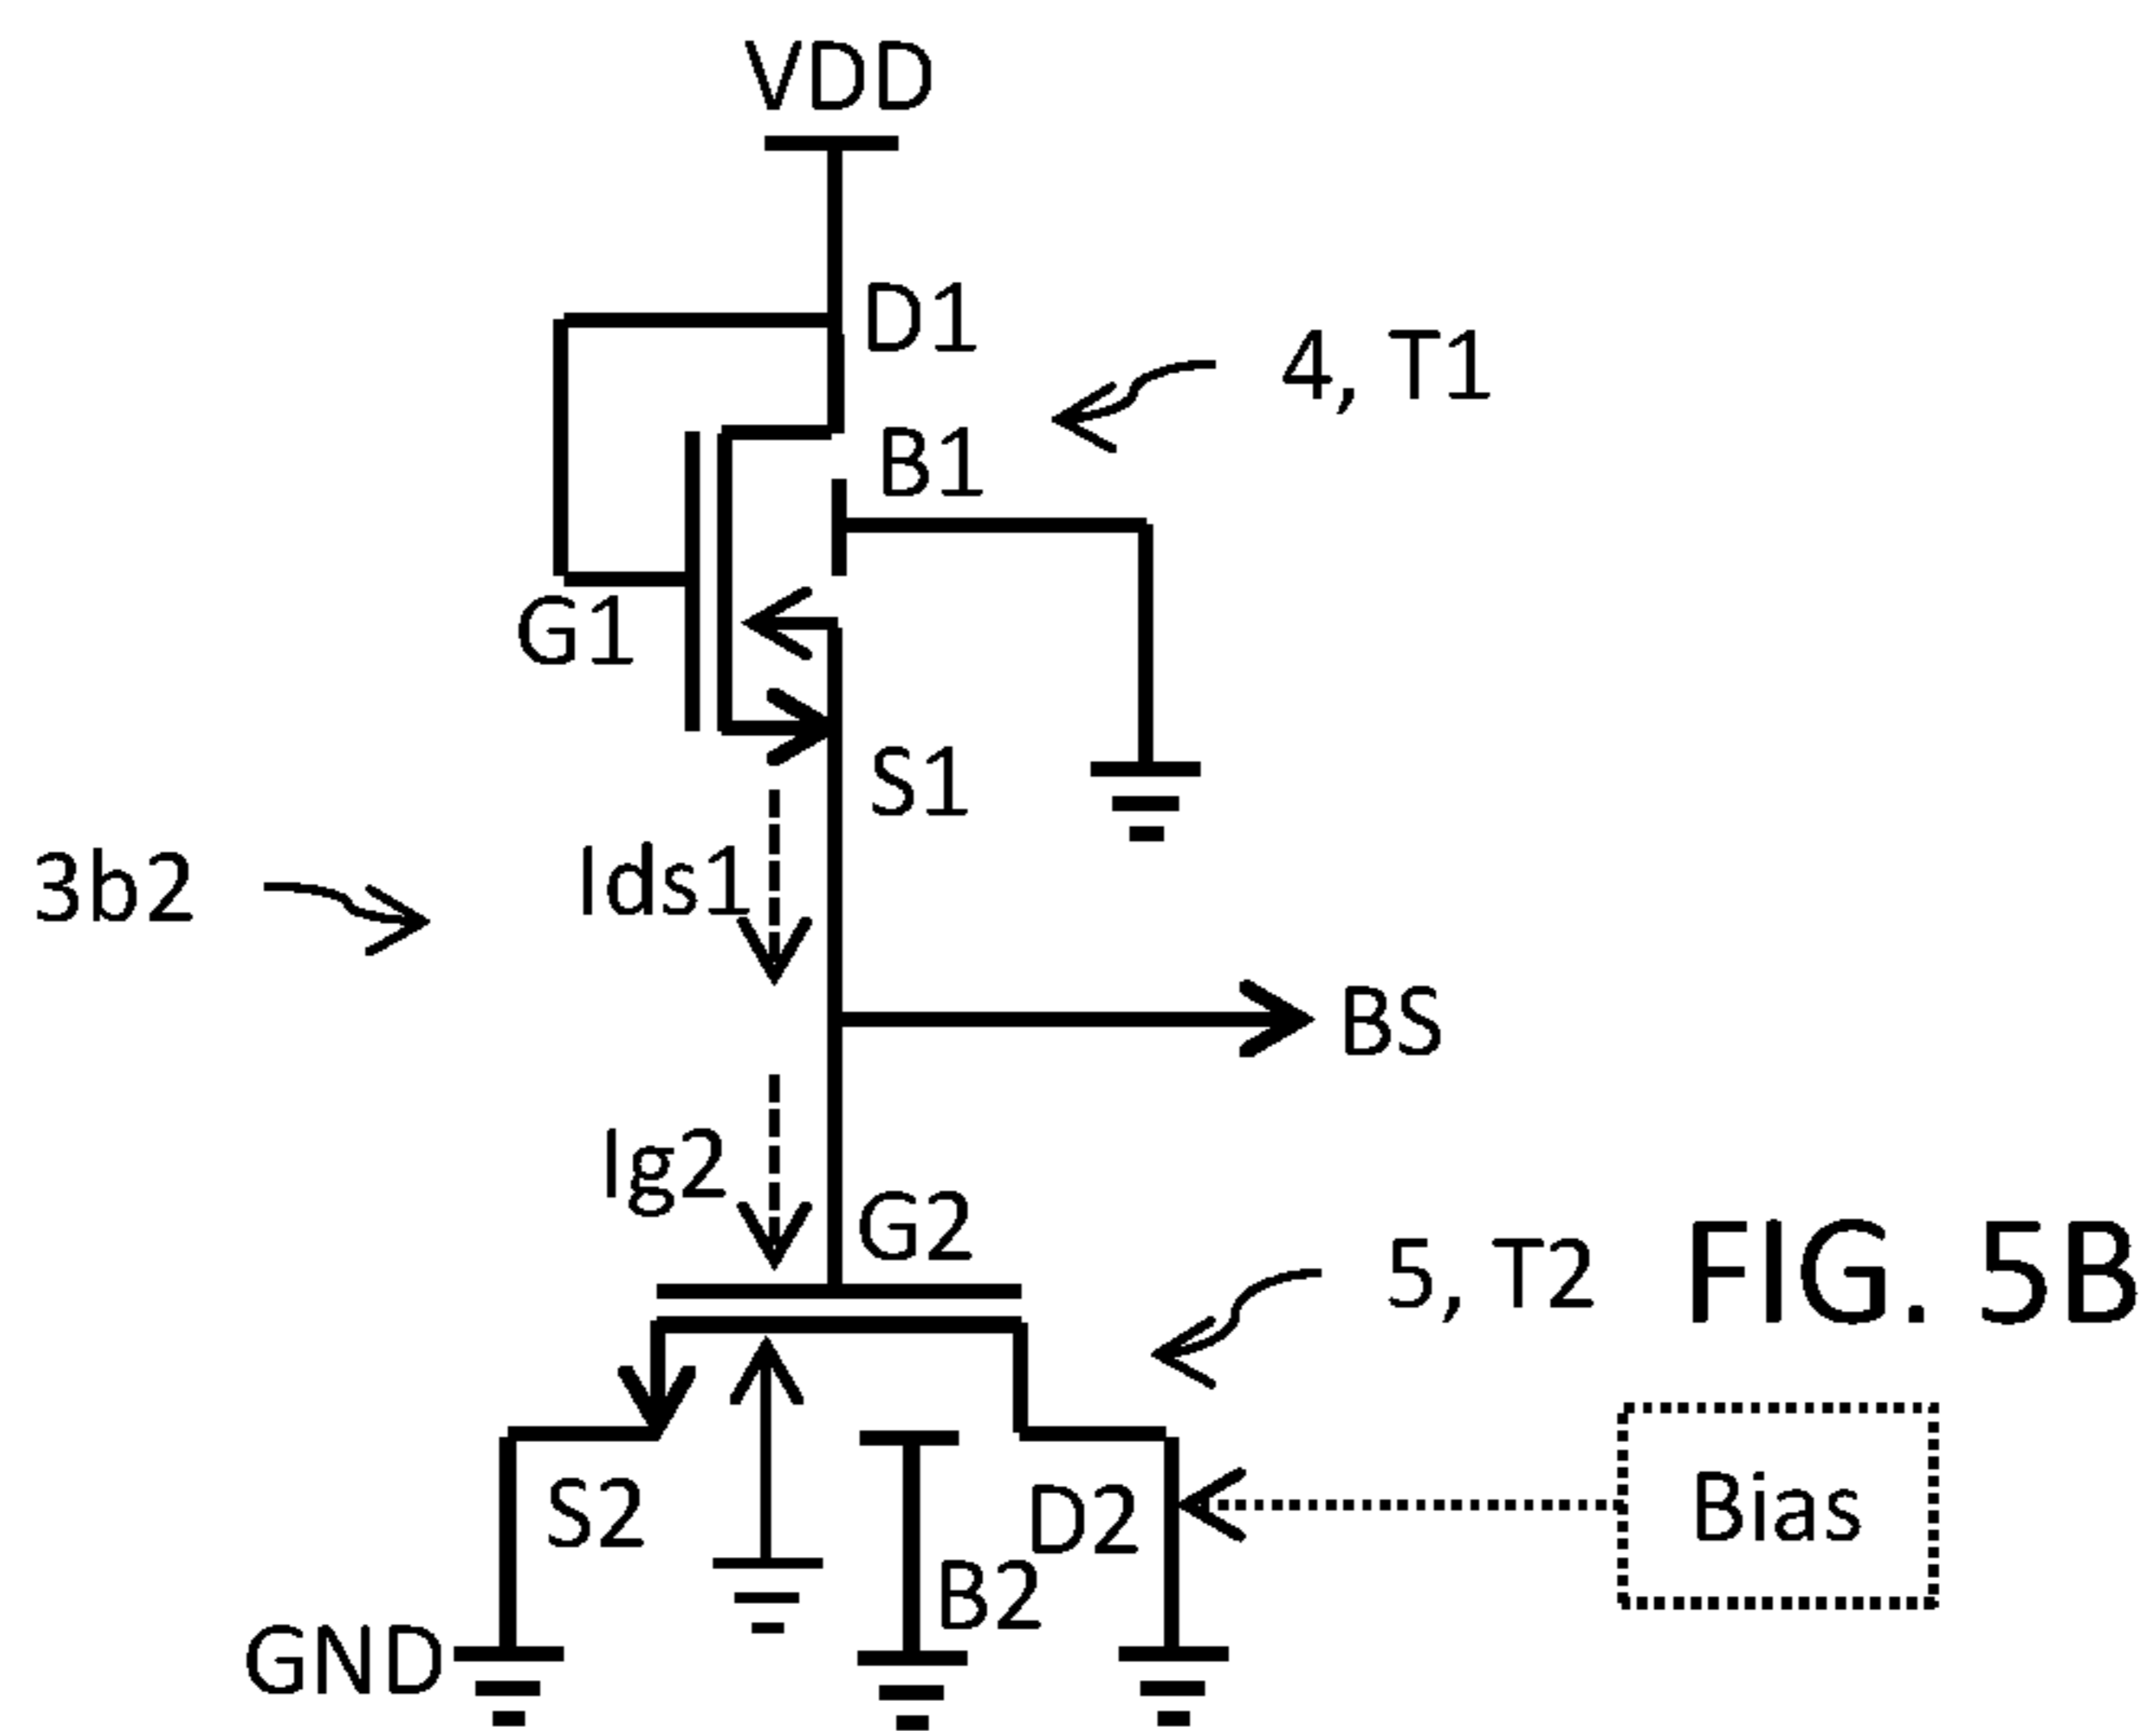 VDD
D1
4, T1
B1
G1
S1
3b2
Ids1
BS
Ig2
G2
5, T2
FIG. 5B
Bias
S2
D2
B2
GND